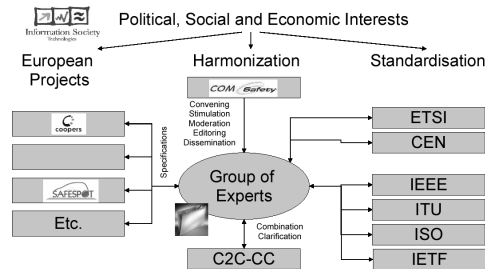 Information Society
Technologies
Political, Social and Economic Interests
European
Projects
Harmonization
Standardisation
COM Safety
Convening
Stimulation
Moderation
Editoring
Dissemination
coopers
SAFESPOT
Etc.
Specifications
Group of
Experts
Combination
Clarification
C2C-CC
ETSI
CEN
IEEE
ITU
ISO
IETF